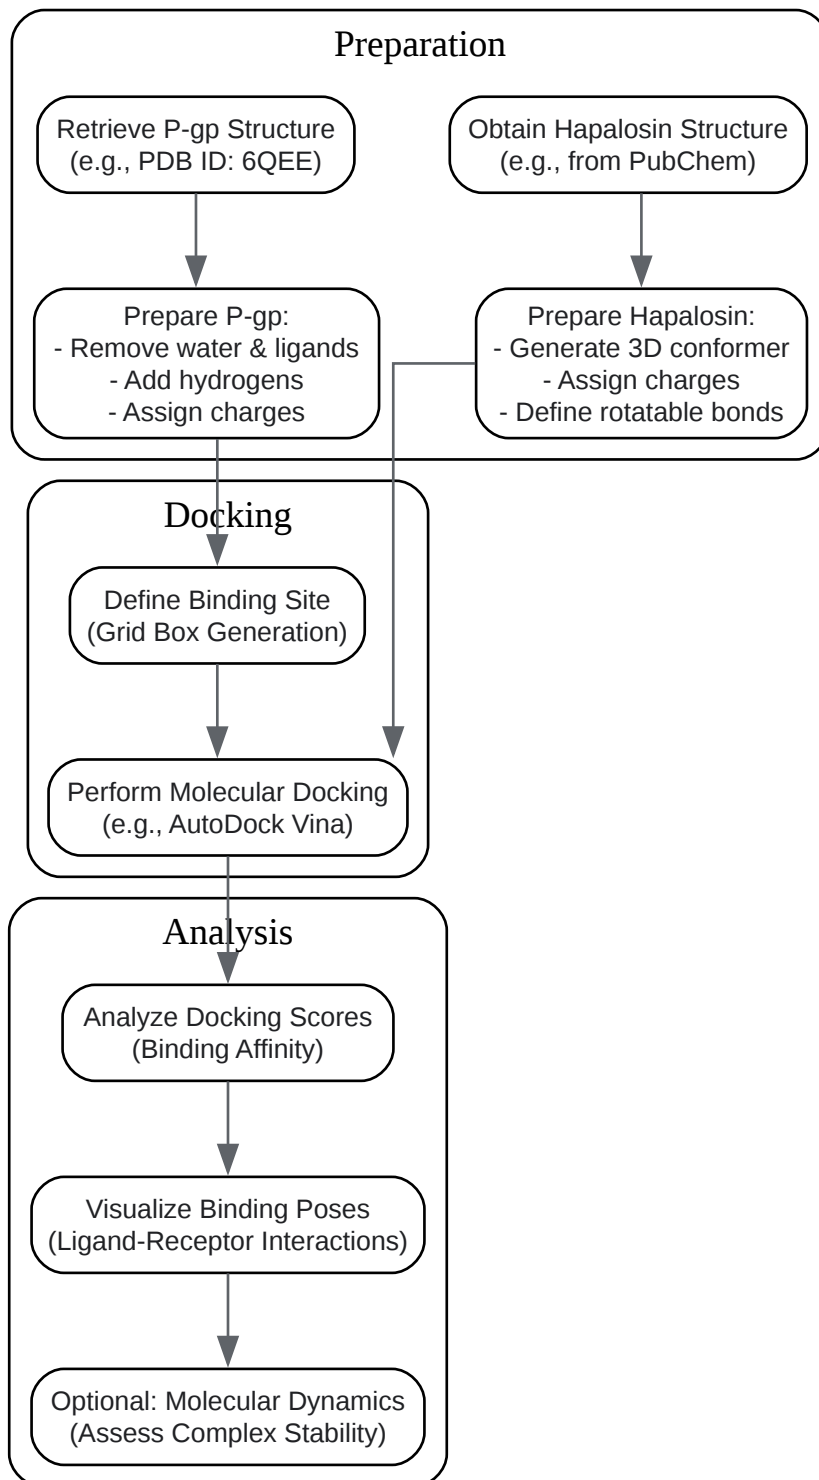 Preparation
Retrieve P-gp Structure
(e.g., PDB ID: 6QEE)
Obtain Hapalosin Structure
(e.g., from PubChem)
Prepare P-gp:
- Remove water & ligands
- Add hydrogens
- Assign charges
Prepare Hapalosin:
- Generate 3D conformer
- Assign charges
- Define rotatable bonds
Docking
Define Binding Site
(Grid Box Generation)
Perform Molecular Docking
(e.g., AutoDock Vina)
Analysis
Analyze Docking Scores
(Binding Affinity)
Visualize Binding Poses
(Ligand-Receptor Interactions)
Optional: Molecular Dynamics
(Assess Complex Stability)